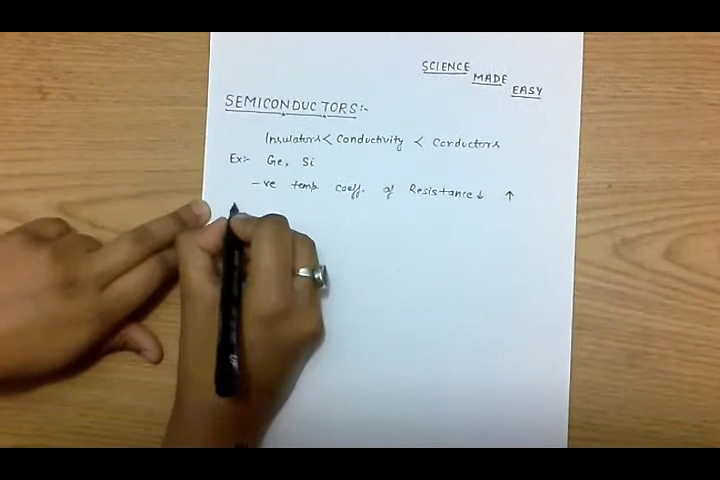 SCIENCE
MADE
EASY
SEMICONDUCTORS:-
Insulators < Conductivity < Conductors
Ex:- Ge, Si
-ve temp. coeff. of Resistance ↓ ↑